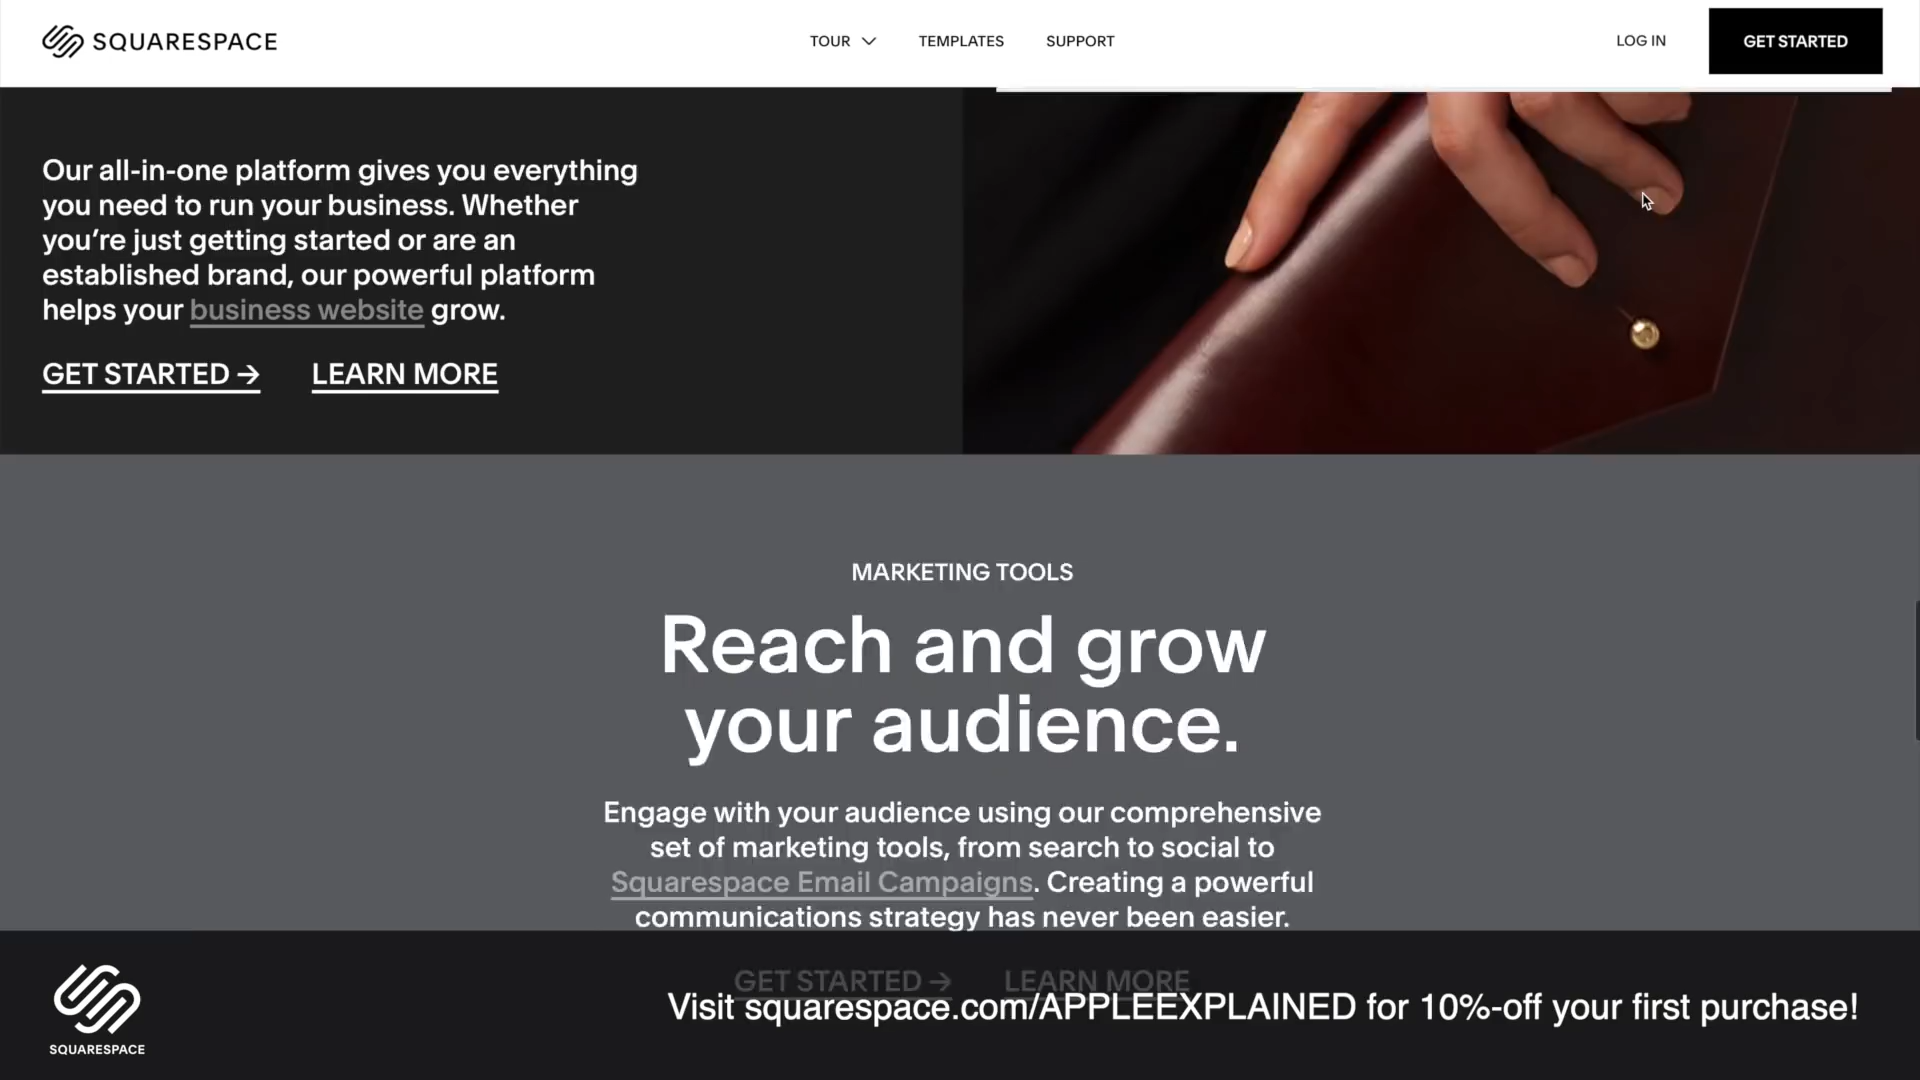 SQUARESPACE
TOUR
TEMPLATES
SUPPORT
LOG IN
GET STARTED
Our all-in-one platform gives you everything
you need to run your business. Whether
you’re just getting started or are an
established brand, our powerful platform
helps your business website grow.
GET STARTED →
LEARN MORE
MARKETING TOOLS
Reach and grow
your audience.
Engage with your audience using our comprehensive
set of marketing tools, from search to social to
Squarespace Email Campaigns. Creating a powerful
communications strategy has never been easier.
GET STARTED →
LEARN MORE
Visit squarespace.com/APPLEEXPLAINED for 10%-off your first purchase!
SQUARESPACE